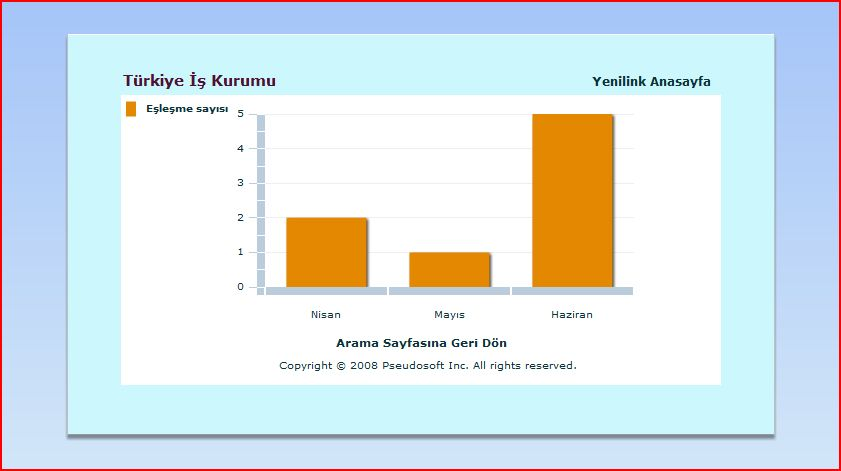 Türkiye İş Kurumu
Yenilink Anasayfa
Eşleşme sayısı
5
4
3
2
1
0
Nisan Mayıs Haziran
Arama Sayfasına Geri Dön
Copyright © 2008 Pseudosoft Inc. All rights reserved.